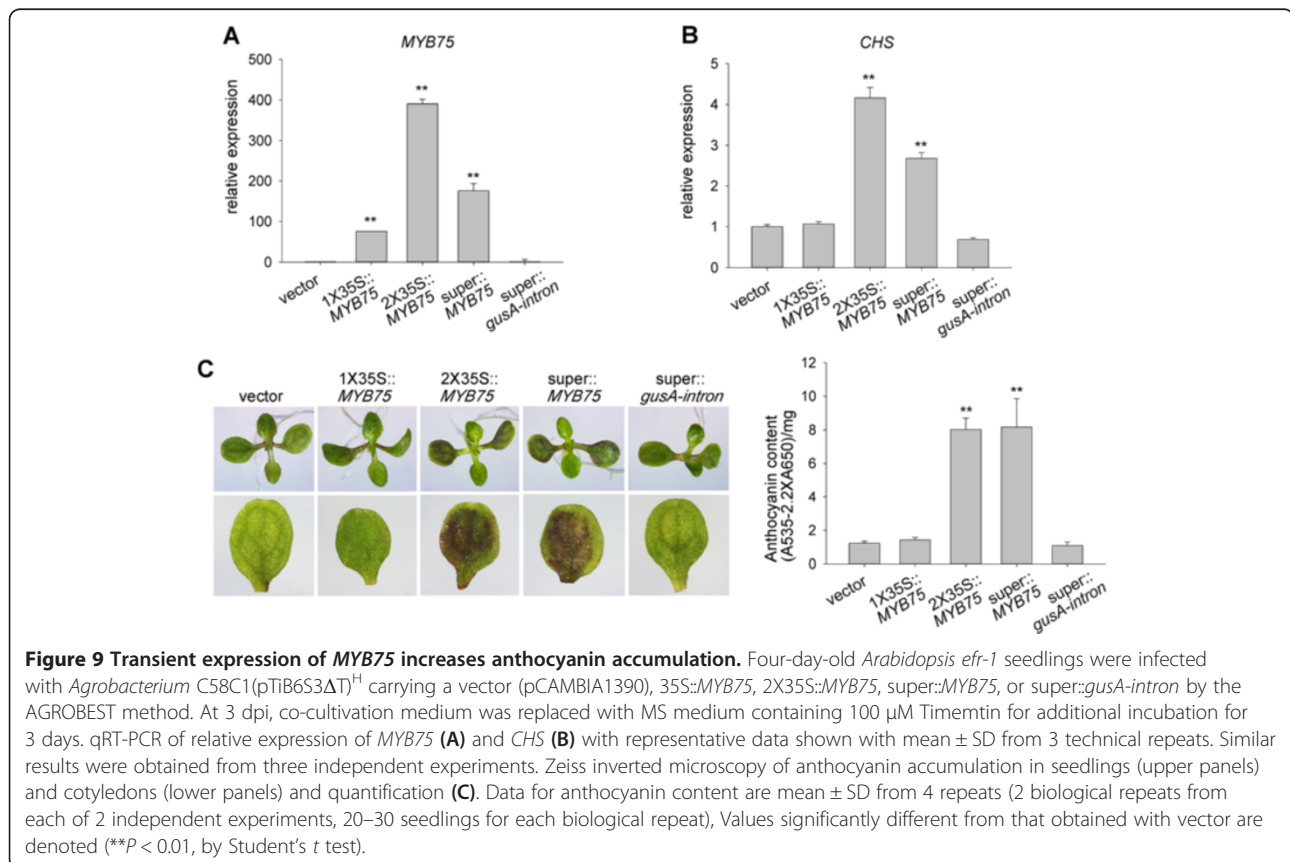 A
MYB75
relative expression
500
400
300
200
100
0
**
**
**
vector
1X35S::
MYB75
2X35S::
MYB75
super::
MYB75
super::
gusA-intron
B
CHS
relative expression
5
4
3
2
1
0
**
**
vector
1X35S::
MYB75
2X35S::
MYB75
super::
MYB75
super::
gusA-intron
C
vector
1X35S::
MYB75
2X35S::
MYB75
super::
MYB75
super::
gusA-intron
Anthocyanin content
(A535-2.2XA650)/mg
12
10
8
6
4
2
0
**
**
vector
1X35S::
MYB75
2X35S::
MYB75
super::
MYB75
super::
gusA-intron
Figure 9 Transient expression of MYB75 increases anthocyanin accumulation. Four-day-old Arabidopsis efr-1 seedlings were infected
with Agrobacterium C58C1(pTiB6S3ΔT)ᴴ carrying a vector (pCAMBIA1390), 35S::MYB75, 2X35S::MYB75, super::MYB75, or super::gusA-intron by the
AGROBEST method. At 3 dpi, co-cultivation medium was replaced with MS medium containing 100 μM Timemtin for additional incubation for
3 days. qRT-PCR of relative expression of MYB75 (A) and CHS (B) with representative data shown with mean ± SD from 3 technical repeats. Similar
results were obtained from three independent experiments. Zeiss inverted microscopy of anthocyanin accumulation in seedlings (upper panels)
and cotyledons (lower panels) and quantification (C). Data for anthocyanin content are mean ± SD from 4 repeats (2 biological repeats from
each of 2 independent experiments, 20–30 seedlings for each biological repeat), Values significantly different from that obtained with vector are
denoted (**P < 0.01, by Student's t test).